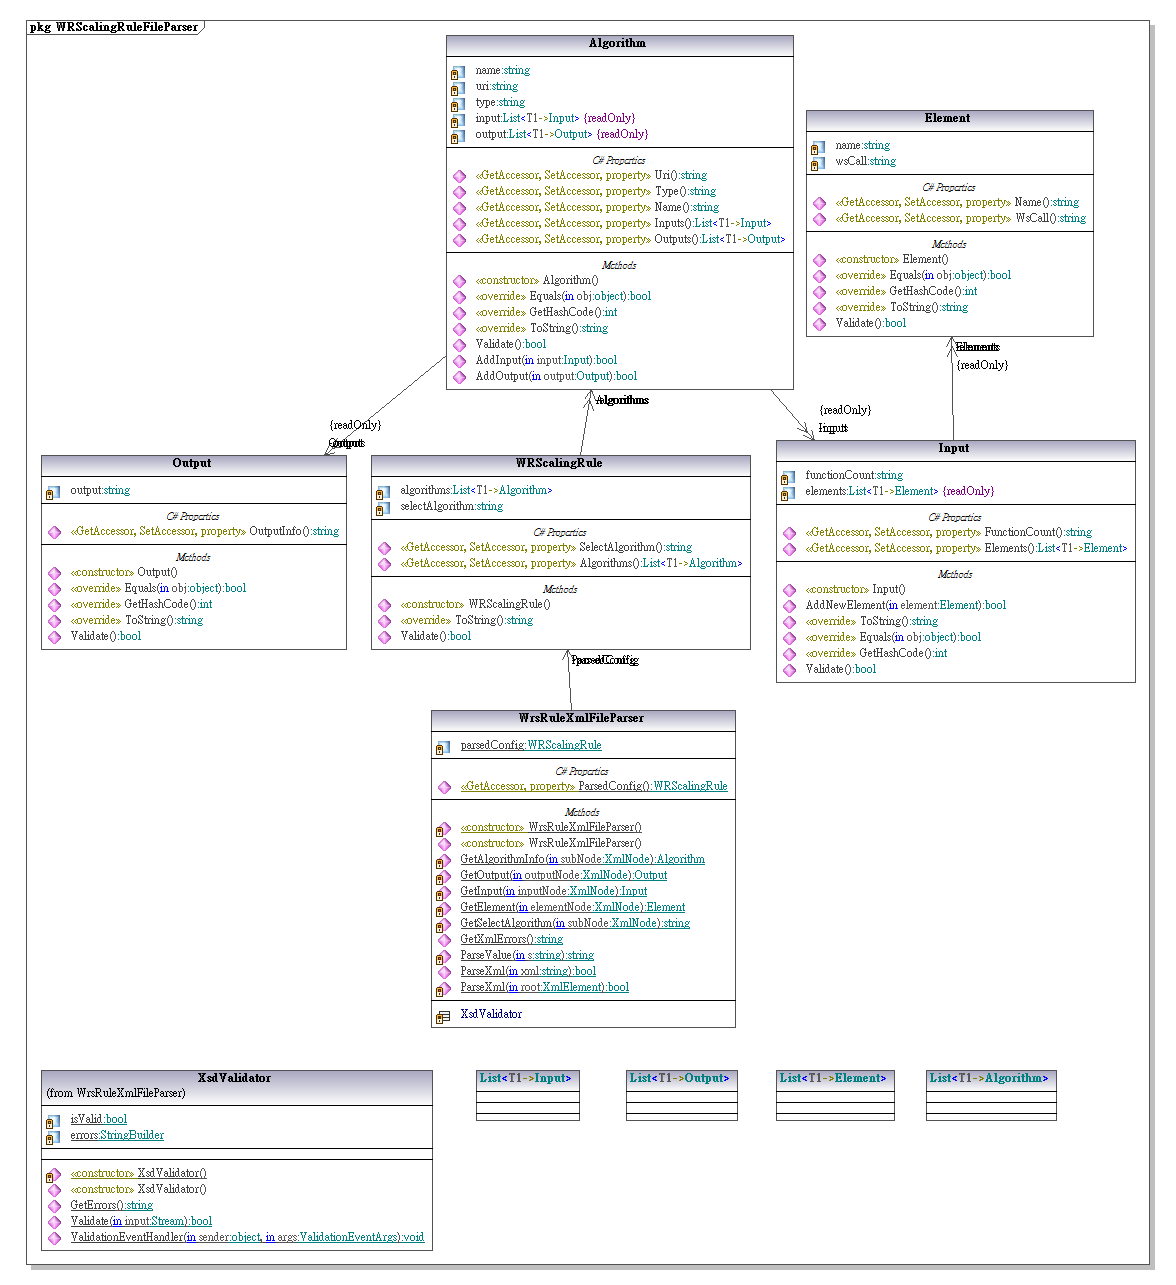 pkg WRScalingRuleFileParser
Algorithm
name:string
uri:string
type:string
input:List<T1->Input> {readOnly}
output:List<T1->Output> {readOnly}
C# Properties
«GetAccessor, SetAccessor, property» Uri():string
«GetAccessor, SetAccessor, property» Type():string
«GetAccessor, SetAccessor, property» Name():string
«GetAccessor, SetAccessor, property» Inputs():List<T1->Input>
«GetAccessor, SetAccessor, property» Outputs():List<T1->Output>
Methods
«constructor» Algorithm()
«override» Equals(in obj:object):bool
«override» GetHashCode():int
«override» ToString():string
Validate():bool
AddInput(in input:Input):bool
AddOutput(in output:Output):bool
Element
name:string
wsCall:string
C# Properties
«GetAccessor, SetAccessor, property» Name():string
«GetAccessor, SetAccessor, property» WsCall():string
Methods
«constructor» Element()
«override» Equals(in obj:object):bool
«override» GetHashCode():int
«override» ToString():string
Validate():bool
Elements
{readOnly}
{readOnly}
Algorithms
{readOnly}
Output
output:string
C# Properties
«GetAccessor, SetAccessor, property» OutputInfo():string
Methods
«constructor» Output()
«override» Equals(in obj:object):bool
«override» GetHashCode():int
«override» ToString():string
Validate():bool
WRScalingRule
algorithms:List<T1->Algorithm>
selectAlgorithm:string
C# Properties
«GetAccessor, SetAccessor, property» SelectAlgorithm():string
«GetAccessor, SetAccessor, property» Algorithms():List<T1->Algorithm>
Methods
«constructor» WRScalingRule()
«override» ToString():string
Validate():bool
Input
functionCount:string
elements:List<T1->Element> {readOnly}
C# Properties
«GetAccessor, SetAccessor, property» FunctionCount():string
«GetAccessor, SetAccessor, property» Elements():List<T1->Element>
Methods
«constructor» Input()
AddNewElement(in element:Element):bool
«override» ToString():string
«override» Equals(in obj:object):bool
«override» GetHashCode():int
Validate():bool
WrsRuleXmlFileParser
parsedConfig:WRScalingRule
C# Properties
«GetAccessor, property» ParsedConfig():WRScalingRule
Methods
«constructor» WrsRuleXmlFileParser()
«constructor» WrsRuleXmlFileParser()
GetAlgorithmInfo(in subNode:XmlNode):Algorithm
GetOutput(in outputNode:XmlNode):Output
GetInput(in inputNode:XmlNode):Input
GetElement(in elementNode:XmlNode):Element
GetSelectAlgorithm(in subNode:XmlNode):string
GetXmlErrors():string
ParseValue(in s:string):string
ParseXml(in xml:string):bool
ParseXml(in root:XmlElement):bool
XsdValidator
XsdValidator
(from WrsRuleXmlFileParser)
isValid:bool
errors:StringBuilder
«constructor» XsdValidator()
«constructor» XsdValidator()
GetErrors():string
Validate(in input:Stream):bool
ValidationEventHandler(in sender:object, in args:ValidationEventArgs):void
List<T1->Input>
List<T1->Output>
List<T1->Element>
List<T1->Algorithm>